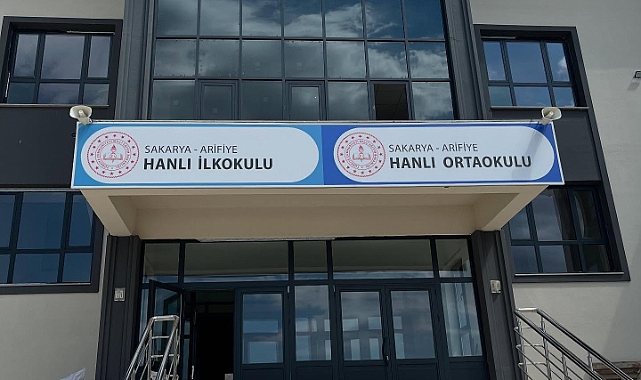 SAKARYA - ARİFİYE
HANLI İLKOKULU
SAKARYA - ARİFİYE
HANLI ORTAOKULU